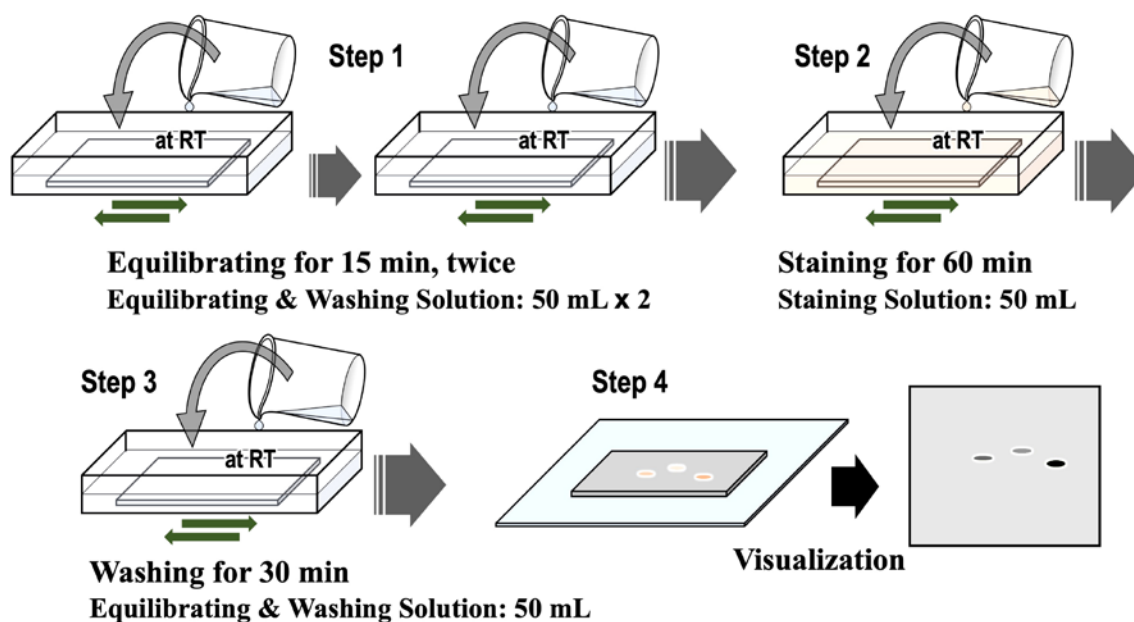 Step 1
at RT
at RT
Equilibrating for 15 min, twice
Equilibrating & Washing Solution: 50 mL x 2
Step 2
at RT
Staining for 60 min
Staining Solution: 50 mL
Step 3
at RT
Washing for 30 min
Equilibrating & Washing Solution: 50 mL
Step 4
Visualization